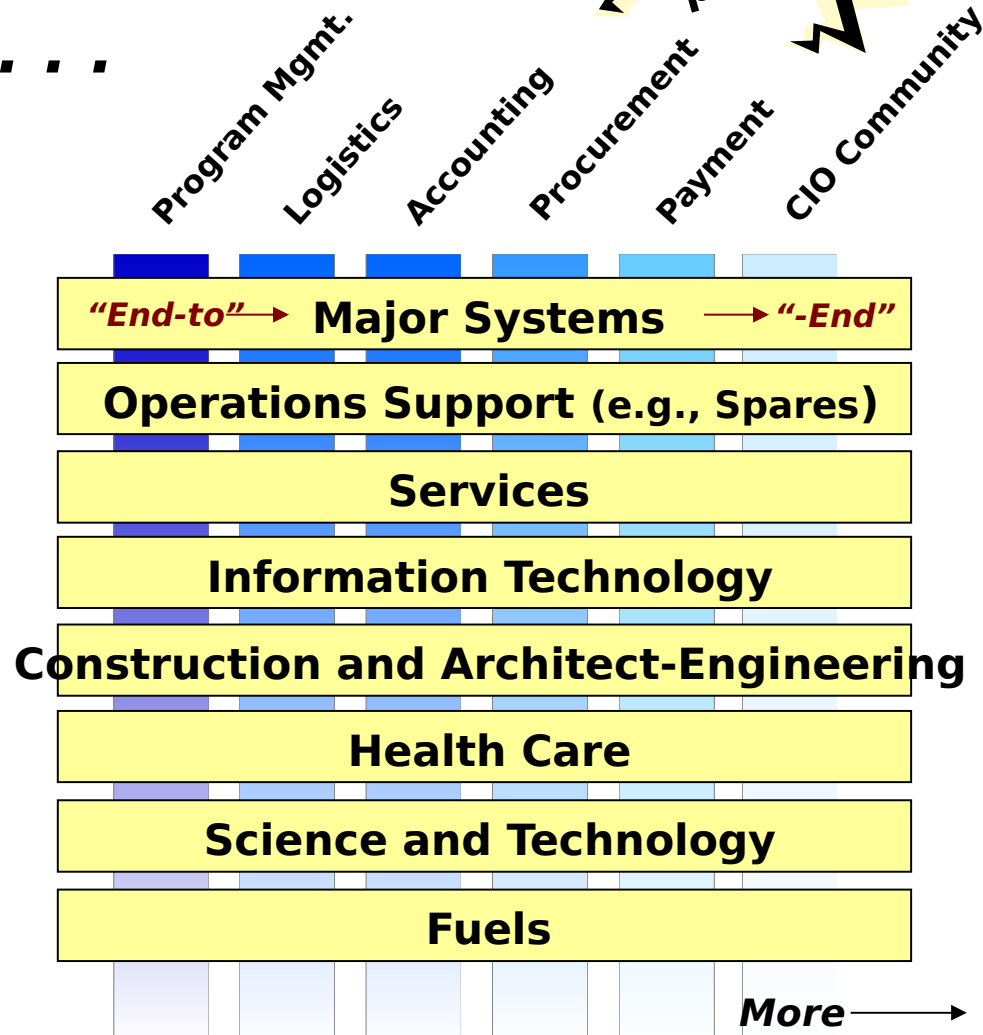 . . .
Program Mgmt.
Logistics
Accounting
Procurement
Payment
CIO Community
“End-to” Major Systems “-End”
Operations Support (e.g., Spares)
Services
Information Technology
Construction and Architect-Engineering
Health Care
Science and Technology
Fuels
More